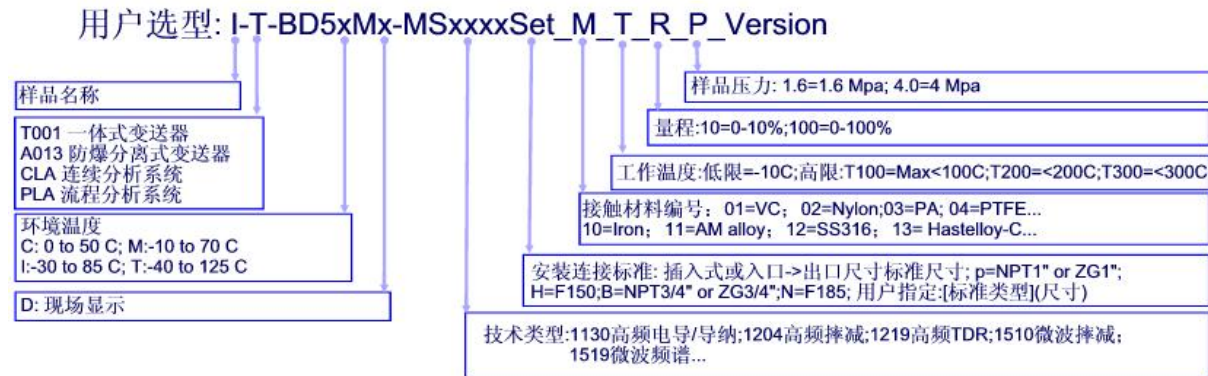 用户选型: I-T-BD5xMx-MSxxxxSet_M_T_R_P_Version
样品名称
T001 一体式变送器
A013 防爆分离式变送器
CLA 连续分析系统
PLA 流程分析系统
环境温度
C: 0 to 50 C; M:-10 to 70 C
I:-30 to 85 C; T:-40 to 125 C
D: 现场显示
样品压力: 1.6=1.6 Mpa; 4.0=4 Mpa
量程:10=0-10%;100=0-100%
工作温度:低限=-10C;高限:T100=Max<100C;T200=<200C;T300=<300C
接触材料编号；01=VC；02=Nylon;03=PA; 04=PTFE...
10=Iron；11=AM alloy；12=SS316；13= Hastelloy-C...
安装连接标准: 插入式或入口->出口尺寸标准尺寸; p=NPT1" or ZG1";
H=F150;B=NPT3/4" or ZG3/4";N=F185; 用户指定:[标准类型](尺寸)
技术类型:1130高频电导/导纳;1204高频摔减;1219高频TDR;1510微波摔减；
1519微波频谱...